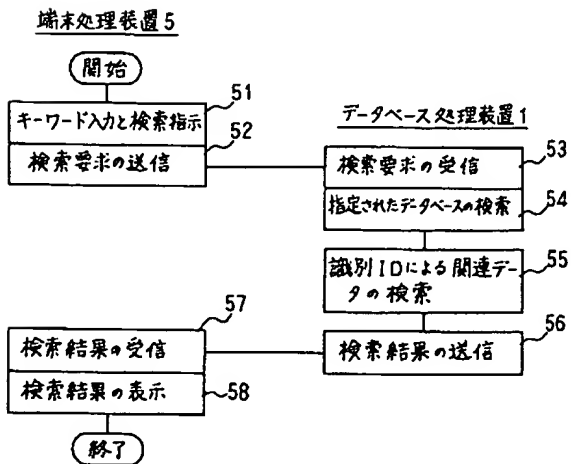 端末処理装置5
開始
51
キーワード入力と検索指示
52
検索要求の送信
データベース処理装置1
53
検索要求の受信
54
指定されたデータベースの検索
55
識別IDによる関連デー
タの検索
56
検索結果の送信
57
検索結果の受信
検索結果の表示
58
終了